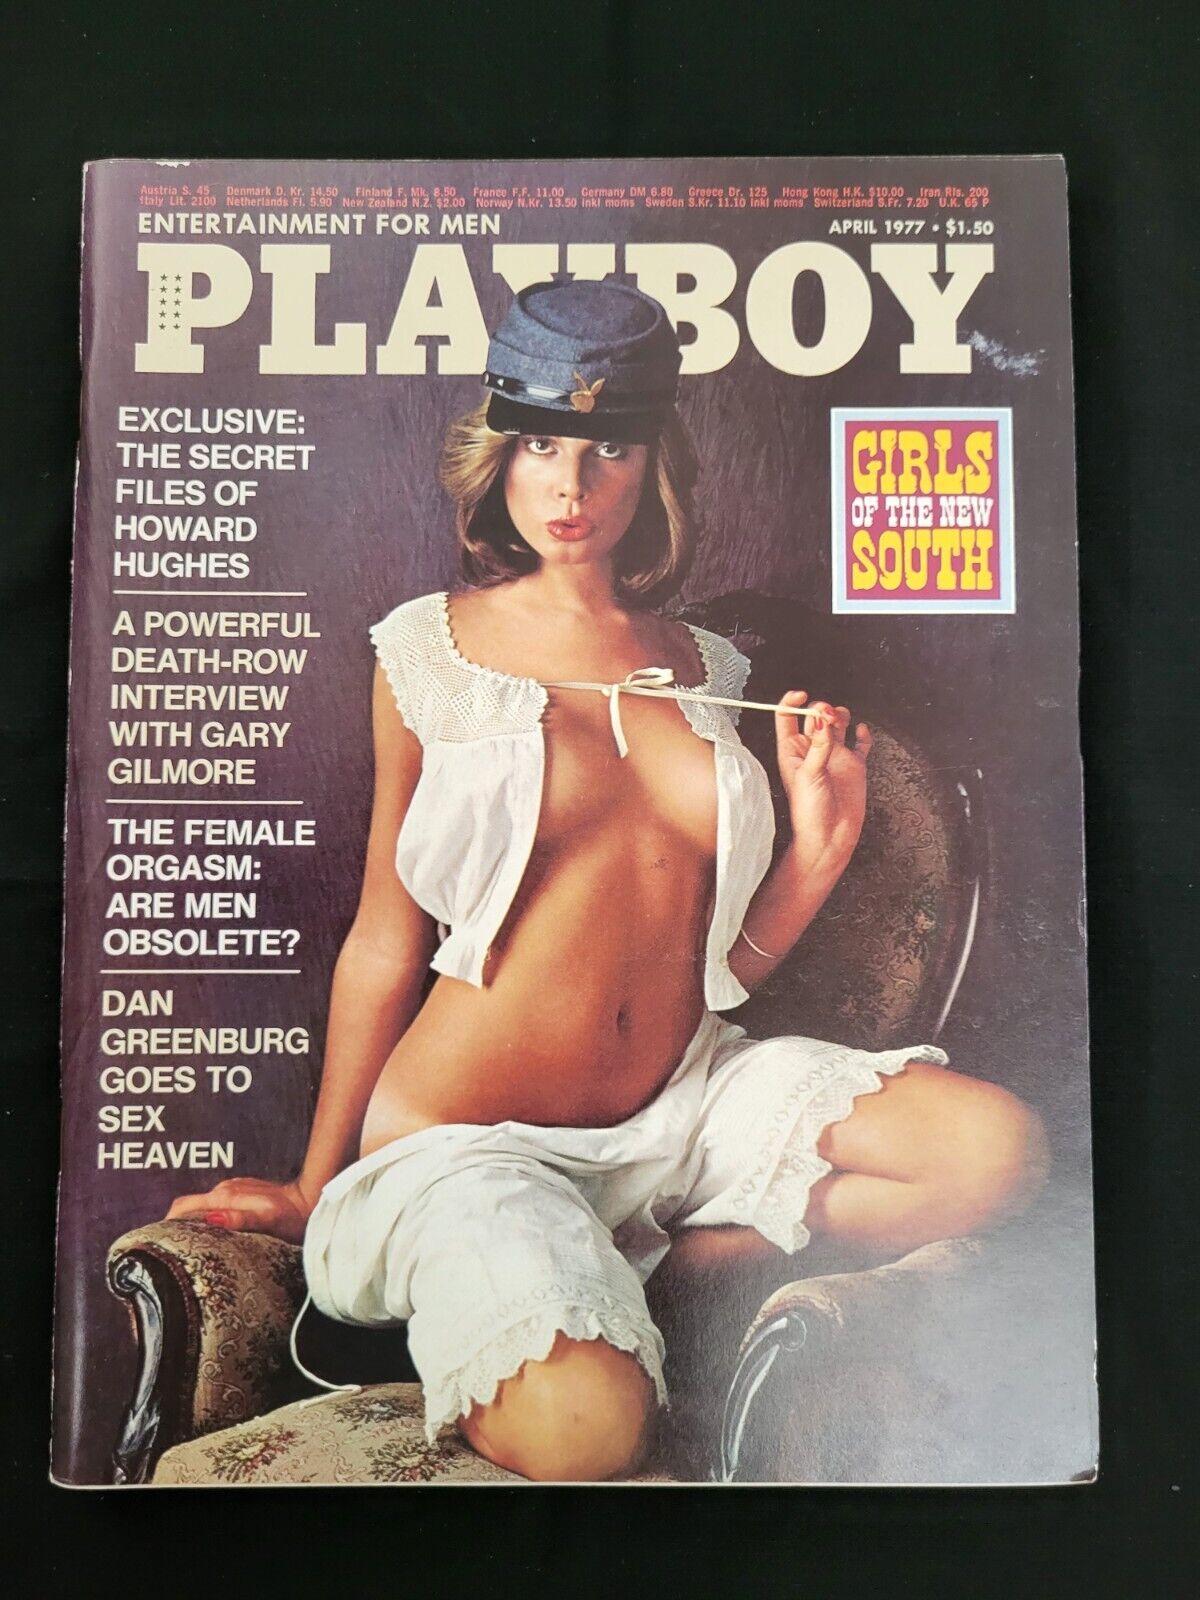 Austria S. 45 Denmark D. Kr. 14.50 Finland F. Mk. 8.50 France F.F. 11.00 Germany DM 6.80 Greece Dr. 125 Hong Kong H.K. $10.00 Iran Rls. 200
Italy Lit. 2100 Netherlands Fl. 5.90 New Zealand N.Z. $2.00 Norway N.Kr. 13.50 inkl moms Sweden S.Kr. 11.10 inkl moms Switzerland S.Fr. 7.20 U.K. 65 P
ENTERTAINMENT FOR MEN
APRIL 1977 • $1.50
PLAYBOY
EXCLUSIVE:
THE SECRET
FILES OF
HOWARD
HUGHES
A POWERFUL
DEATH-ROW
INTERVIEW
WITH GARY
GILMORE
THE FEMALE
ORGASM:
ARE MEN
OBSOLETE?
DAN
GREENBURG
GOES TO
SEX
HEAVEN
GIRLS
OF THE NEW
SOUTH